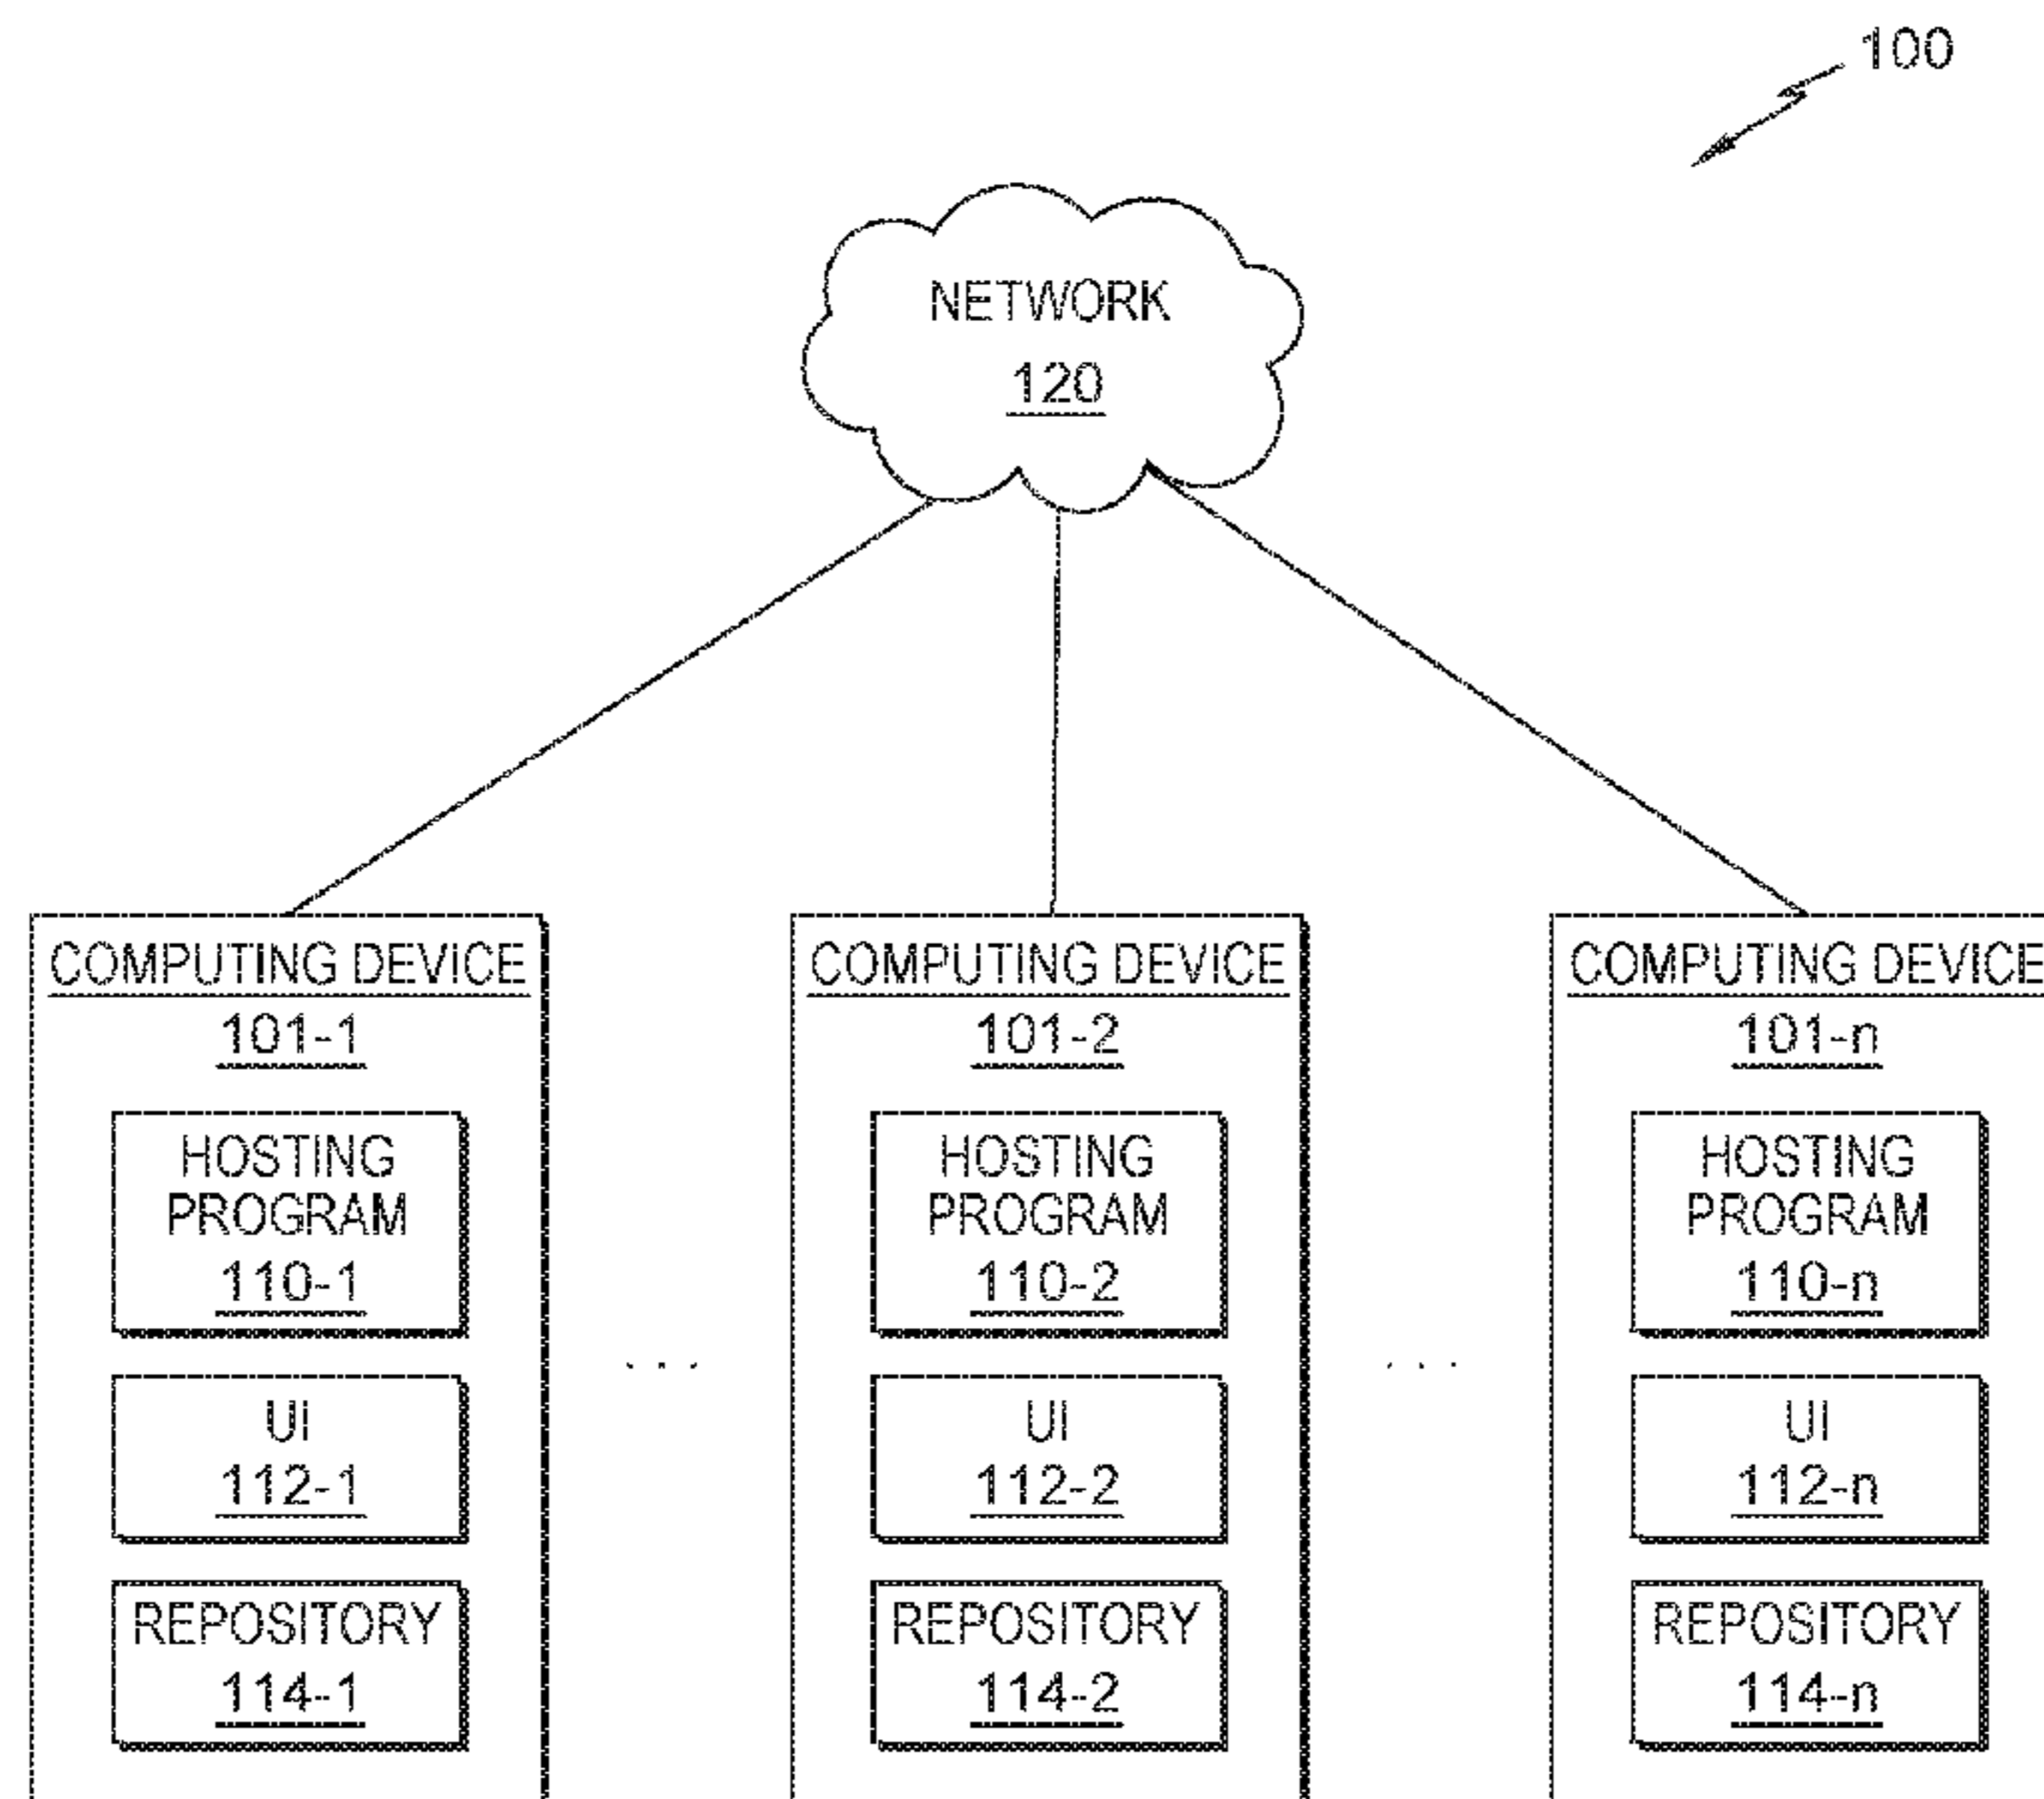 100
NETWORK
120
COMPUTING DEVICE
101-1
HOSTING
PROGRAM
110-1
UI
112-1
REPOSITORY
114-1
...
COMPUTING DEVICE
101-2
HOSTING
PROGRAM
110-2
UI
112-2
REPOSITORY
114-2
...
COMPUTING DEVICE
101-n
HOSTING
PROGRAM
110-n
UI
112-n
REPOSITORY
114-n